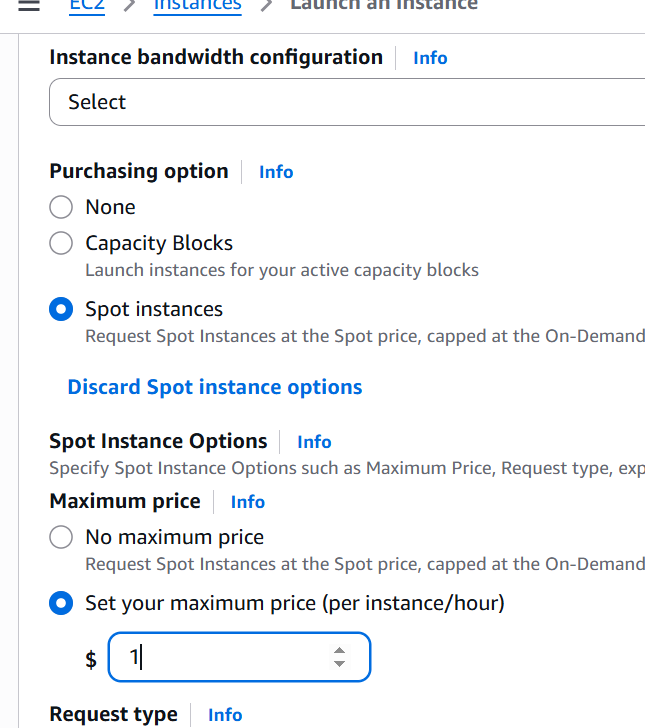 EC2 > Instances > Launch an instance
Instance bandwidth configuration Info
Select
Purchasing option Info
None
Capacity Blocks
Launch instances for your active capacity blocks
Spot instances
Request Spot Instances at the Spot price, capped at the On-Demand
Discard Spot instance options
Spot Instance Options Info
Specify Spot Instance Options such as Maximum Price, Request type, exp
Maximum price Info
No maximum price
Request Spot Instances at the Spot price, capped at the On-Demand
Set your maximum price (per instance/hour)
$ 1
Request type Info